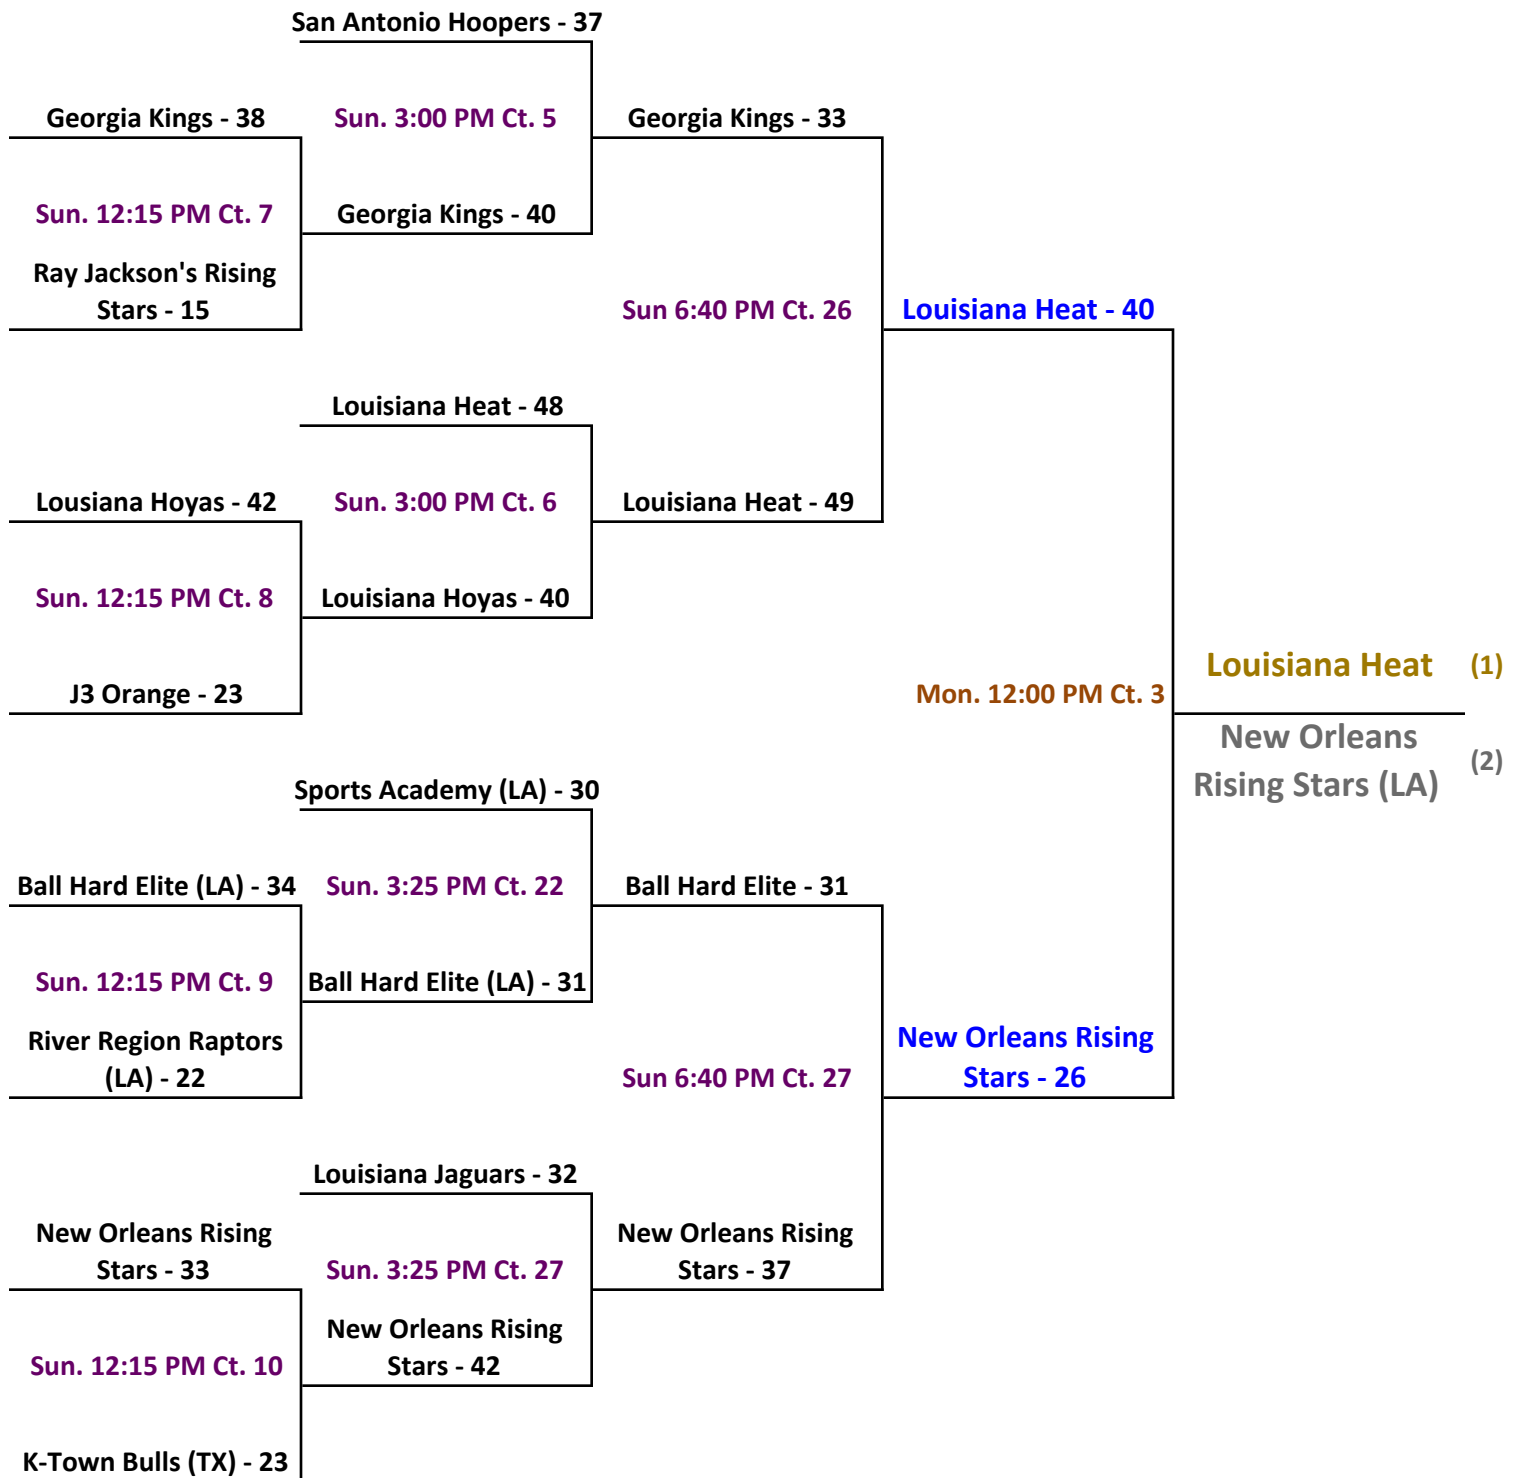 San Antonio Hoopers - 37
Georgia Kings - 38
Sun. 3:00 PM Ct. 5
Georgia Kings - 33
Sun. 12:15 PM Ct. 7
Georgia Kings - 40
Ray Jackson's Rising
Stars - 15
Sun 6:40 PM Ct. 26
Louisiana Heat - 40
Louisiana Heat - 48
Lousiana Hoyas - 42
Sun. 3:00 PM Ct. 6
Louisiana Heat - 49
Sun. 12:15 PM Ct. 8
Louisiana Hoyas - 40
J3 Orange - 23
Mon. 12:00 PM Ct. 3
Louisiana Heat (1)
New Orleans
Rising Stars (LA) (2)
Sports Academy (LA) - 30
Ball Hard Elite (LA) - 34
Sun. 3:25 PM Ct. 22
Ball Hard Elite - 31
Sun. 12:15 PM Ct. 9
Ball Hard Elite (LA) - 31
River Region Raptors
(LA) - 22
Sun 6:40 PM Ct. 27
New Orleans Rising
Stars - 26
Louisiana Jaguars - 32
New Orleans Rising
Stars - 33
Sun. 3:25 PM Ct. 27
New Orleans Rising
Stars - 37
Sun. 12:15 PM Ct. 10
New Orleans Rising
Stars - 42
K-Town Bulls (TX) - 23